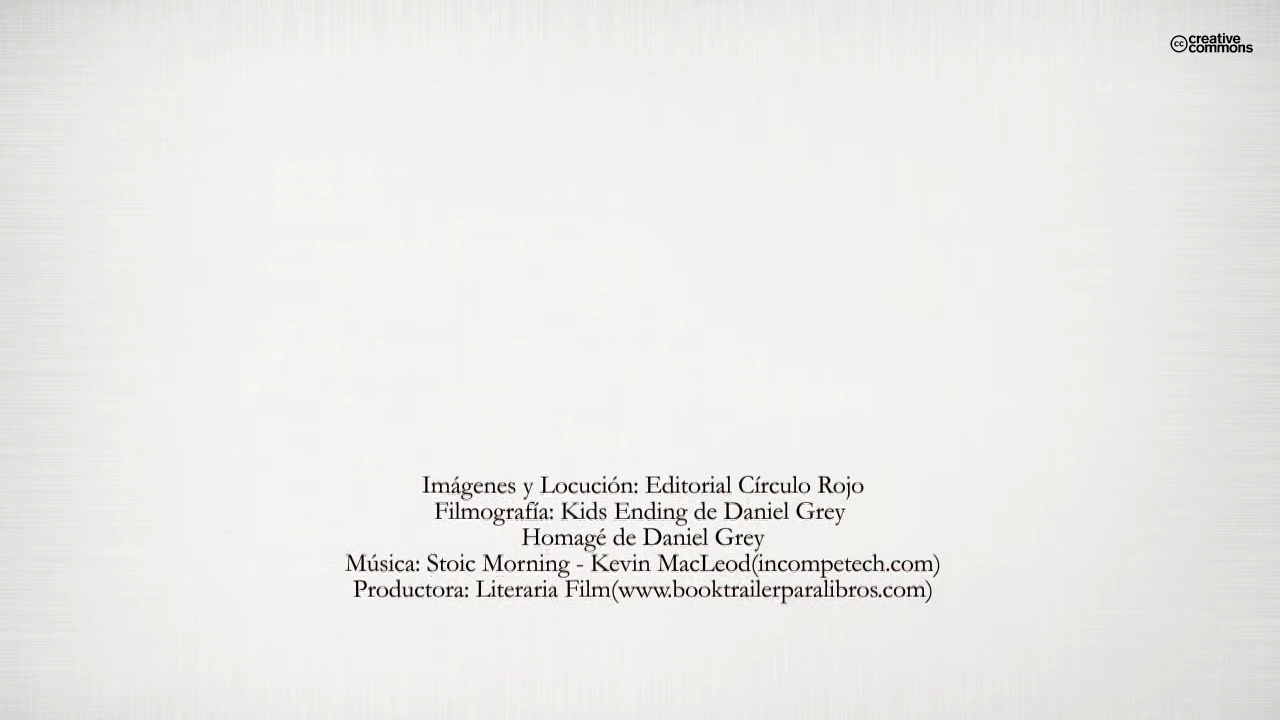 cc creative
commons
Imágenes y Locución: Editorial Círculo Rojo
Filmografía: Kids Ending de Daniel Grey
Homagé de Daniel Grey
Música: Stoic Morning - Kevin MacLeod(incompetech.com)
Productora: Literaria Film(www.booktrailerparalibros.com)